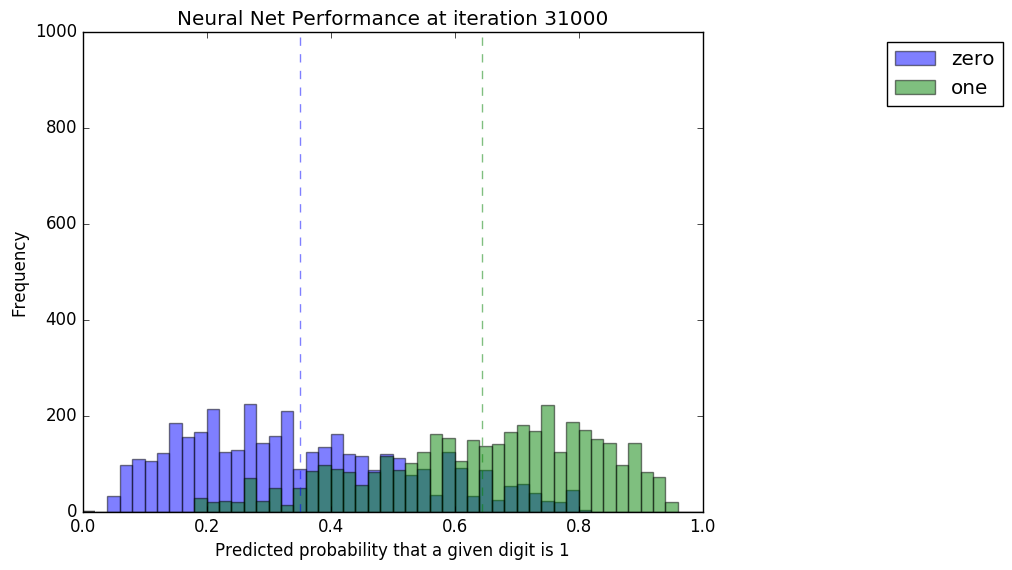 Neural Net Performance at iteration 31000
1000
800
600
400
200
0
Frequency
0.0 0.2 0.4 0.6 0.8 1.0
Predicted probability that a given digit is 1
zero
one